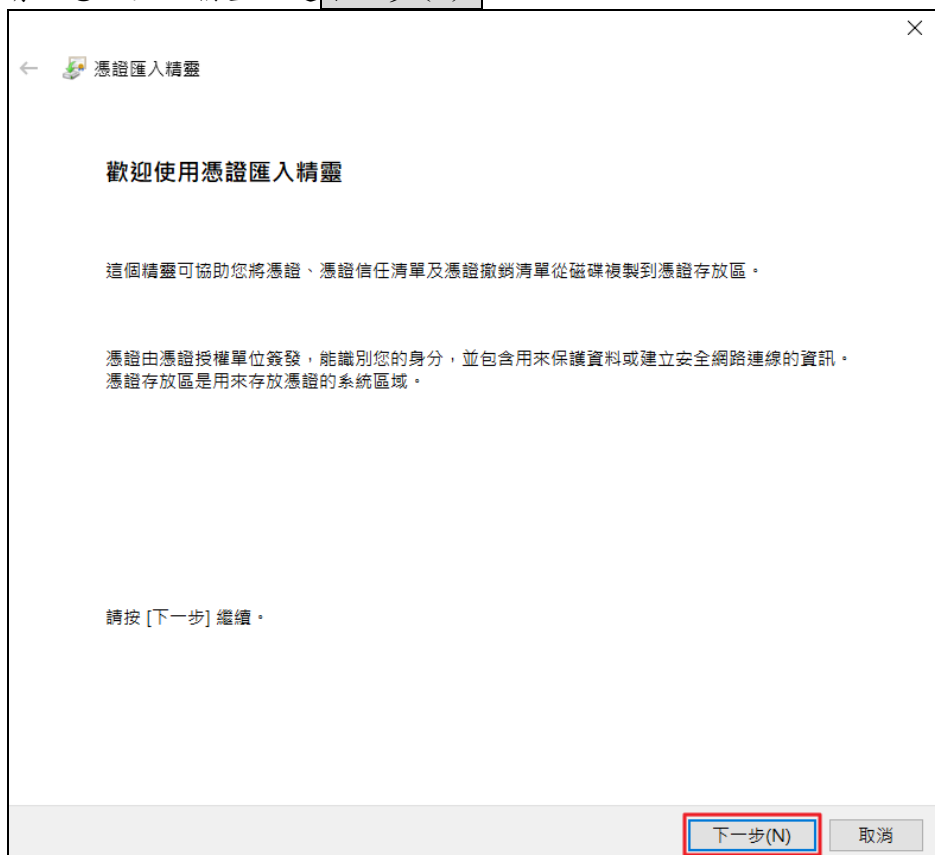 憑證匯入精靈
歡迎使用憑證匯入精靈
這個精靈可協助您將憑證、憑證信任清單及憑證撤銷清單從磁碟複製到憑證存放區。
憑證由憑證授權單位簽發，能識別您的身分，並包含用來保護資料或建立安全網路連線的資訊。
憑證存放區是用來存放憑證的系統區域。
請按 [下一步] 繼續。
下一步(N)
取消